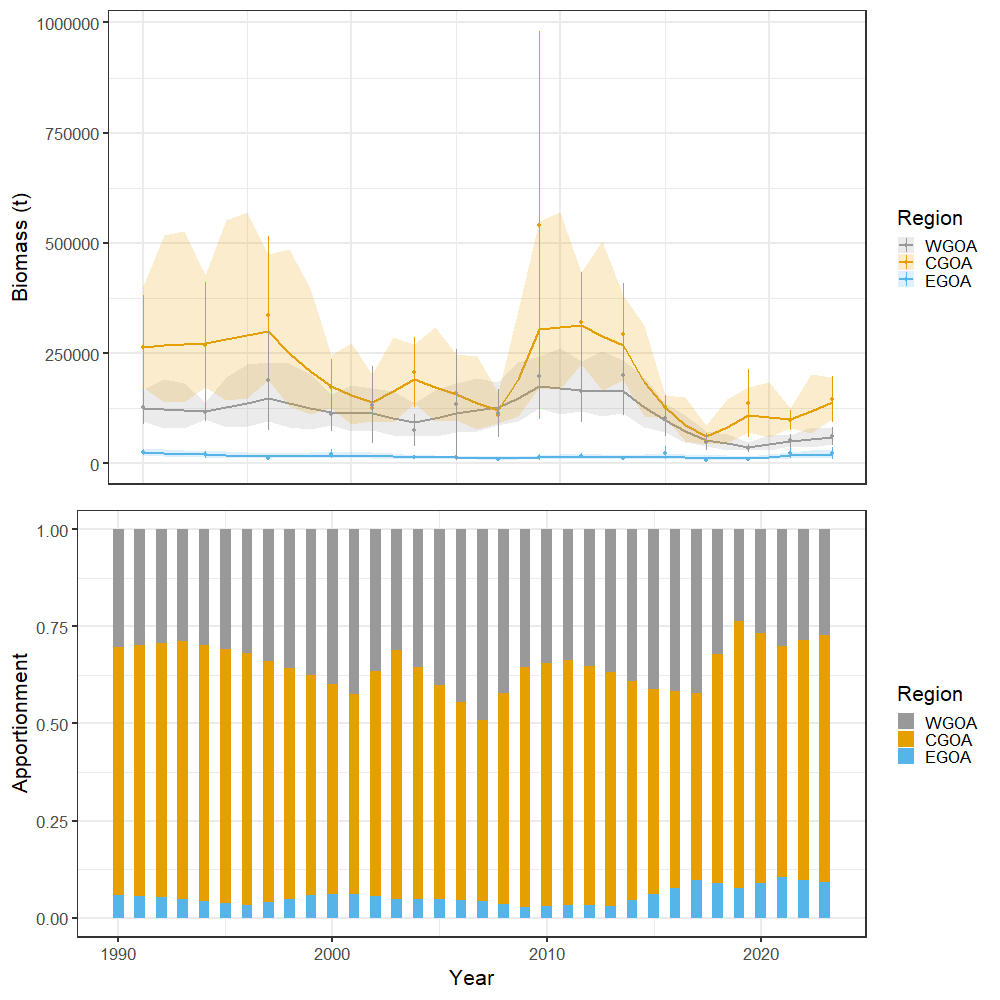 1000000
750000
500000
250000
0
Biomass (t)
Region
WGOA
CGOA
EGOA
1.00
0.75
0.50
0.25
0.00
Apportionment
1990
2000
2010
2020
Year
Region
WGOA
CGOA
EGOA